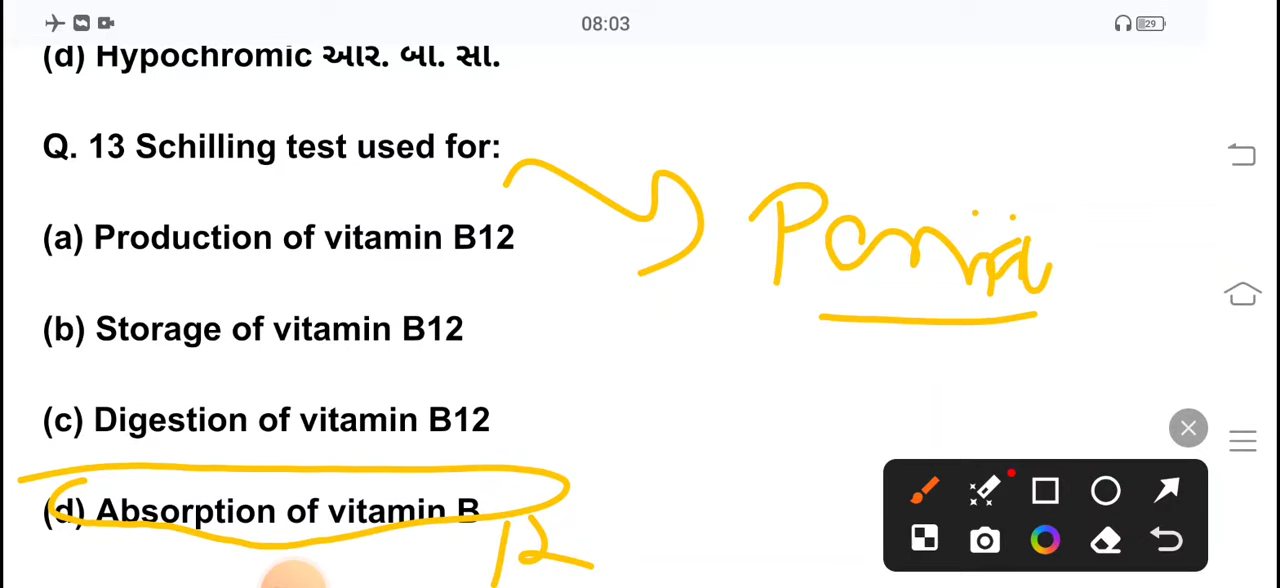 08:03
29
(d) Hypochromic આર. બી. સી.
Q. 13 Schilling test used for:
(a) Production of vitamin B12
(b) Storage of vitamin B12
(c) Digestion of vitamin B12
(d) Absorption of vitamin B 12